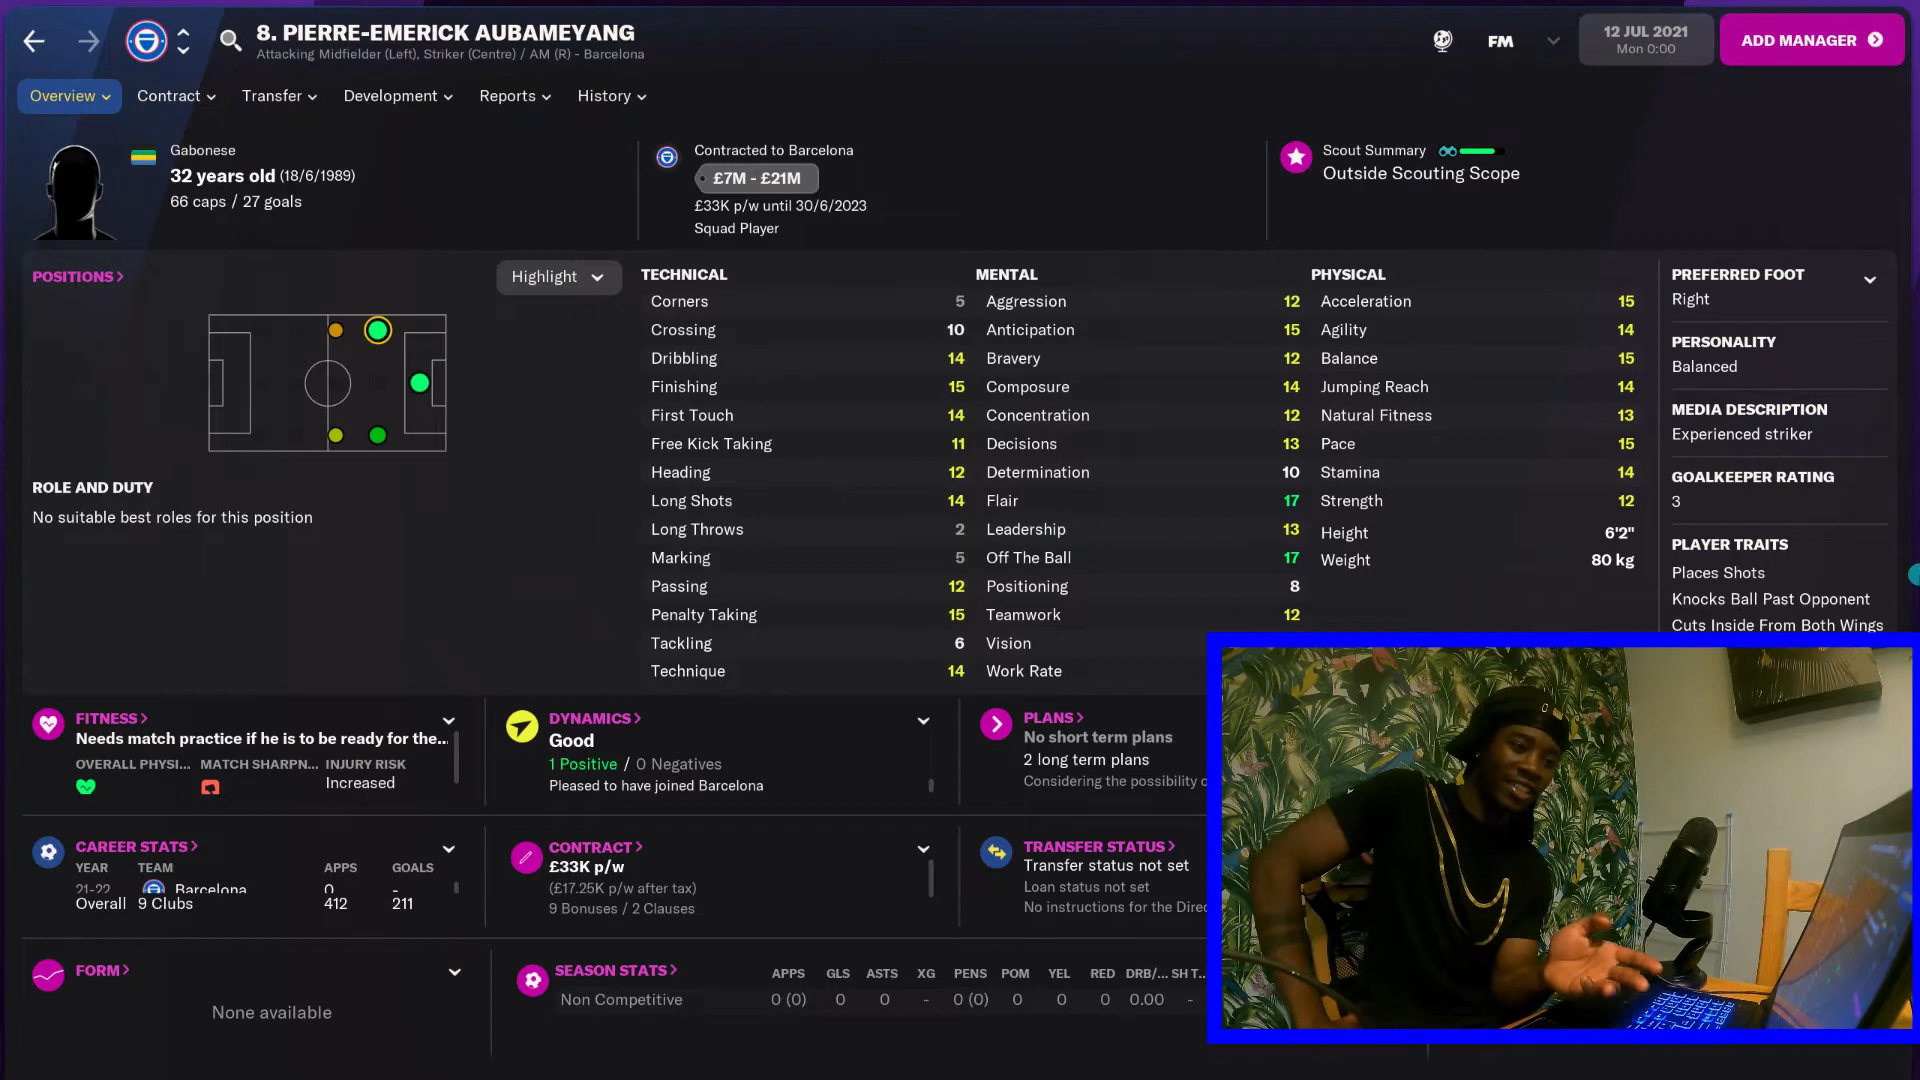 8. PIERRE-EMERICK AUBAMEYANG
Attacking Midfielder (Left), Striker (Centre) / AM (R) - Barcelona
FM
12 JUL 2021
Mon 0:00
ADD MANAGER
Overview
Contract
Transfer
Development
Reports
History
Gabonese
32 years old (18/6/1989)
66 caps / 27 goals
Contracted to Barcelona
£7M - £21M
£33K p/w until 30/6/2023
Squad Player
Scout Summary
Outside Scouting Scope
POSITIONS>
Highlight
ROLE AND DUTY
No suitable best roles for this position
TECHNICAL
Corners 5
Crossing 10
Dribbling 14
Finishing 15
First Touch 14
Free Kick Taking 11
Heading 12
Long Shots 14
Long Throws 2
Marking 5
Passing 12
Penalty Taking 15
Tackling 6
Technique 14
MENTAL
Aggression 12
Anticipation 15
Bravery 12
Composure 14
Concentration 12
Decisions 13
Determination 10
Flair 17
Leadership 13
Off The Ball 17
Positioning 8
Teamwork 12
Vision
Work Rate
PHYSICAL
Acceleration 15
Agility 14
Balance 15
Jumping Reach 14
Natural Fitness 13
Pace 15
Stamina 14
Strength 12
Height 6'2"
Weight 80 kg
PREFERRED FOOT
Right
PERSONALITY
Balanced
MEDIA DESCRIPTION
Experienced striker
GOALKEEPER RATING
3
PLAYER TRAITS
Places Shots
Knocks Ball Past Opponent
Cuts Inside From Both Wings
FITNESS>
Needs match practice if he is to be ready for the...
OVERALL PHYSI... MATCH SHARPN... INJURY RISK
Increased
DYNAMICS>
Good
1 Positive / 0 Negatives
Pleased to have joined Barcelona
PLANS>
No short term plans
2 long term plans
Considering the possibility
CAREER STATS>
YEAR TEAM APPS GOALS
21-22 Barcelona 0 -
Overall 9 Clubs 412 211
CONTRACT>
£33K p/w
(£17.25K p/w after tax)
9 Bonuses / 2 Clauses
TRANSFER STATUS>
Transfer status not set
Loan status not set
No instructions for the
FORM>
None available
SEASON STATS> APPS GLS ASTS XG PENS POM YEL RED DRB/... SH T...
Non Competitive 0 (0) 0 0 - 0 (0) 0 0 0 0.00 -